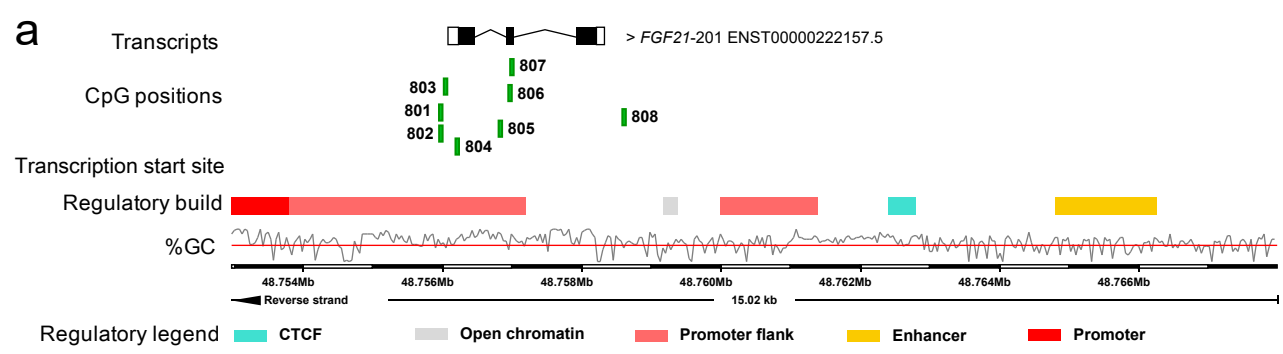 a
Transcripts
> FGF21-201 ENST00000222157.5
CpG positions
807
803
806
801
808
802
805
804
Transcription start site
Regulatory build
%GC
48.754Mb 48.756Mb 48.758Mb 48.760Mb 48.762Mb 48.764Mb 48.766Mb
Reverse strand 15.02 kb
Regulatory legend CTCF Open chromatin Promoter flank Enhancer Promoter